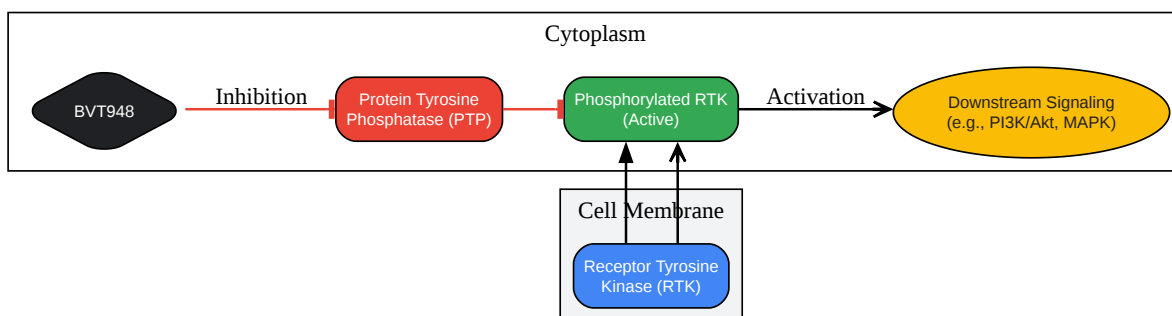 Cytoplasm
BVT948
Inhibition
Protein Tyrosine
Phosphatase (PTP)
Phosphorylated RTK
(Active)
Activation
Downstream Signaling
(e.g., PI3K/Akt, MAPK)
Cell Membrane
Receptor Tyrosine
Kinase (RTK)